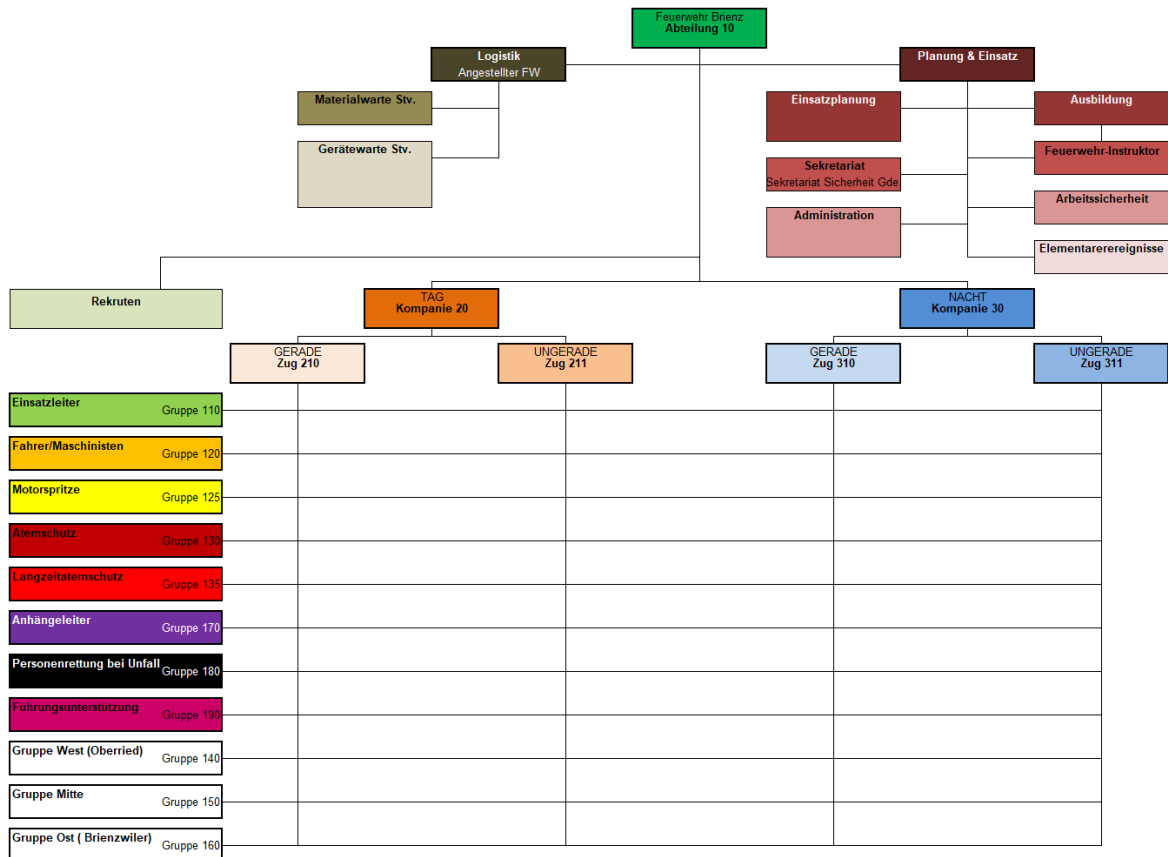 Feuerwehr Brienz
Abteilung 10
Logistik
Angestellter FW
Planung & Einsatz
Materialwarte Stv.
Einsatzplanung
Ausbildung
Gerätewarte Stv.
Feuerwehr-Instruktor
Sekretariat
Sekretariat Sicherheit Gde
Arbeitssicherheit
Administration
Elementarerereignisse
Rekruten
TAG
Kompanie 20
NACHT
Kompanie 30
GERADE
Zug 210
UNGERADE
Zug 211
GERADE
Zug 310
UNGERADE
Zug 311
Einsatzleiter
Gruppe 110
Fahrer/Maschinisten
Gruppe 120
Motorspritze
Gruppe 125
Atemschutz
Gruppe 130
Langzeitatemschutz
Gruppe 135
Anhängeleiter
Gruppe 170
Personenrettung bei Unfall
Gruppe 180
Führungsunterstützung
Gruppe 190
Gruppe West (Oberried)
Gruppe 140
Gruppe Mitte
Gruppe 150
Gruppe Ost ( Brienzwiler)
Gruppe 160